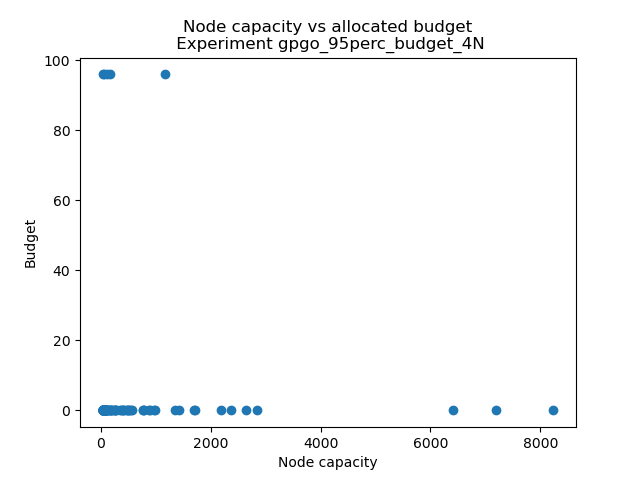 Node capacity vs allocated budget
Experiment gpgo_95perc_budget_4N
100
80
60
40
20
0
Budget
0 2000 4000 6000 8000
Node capacity